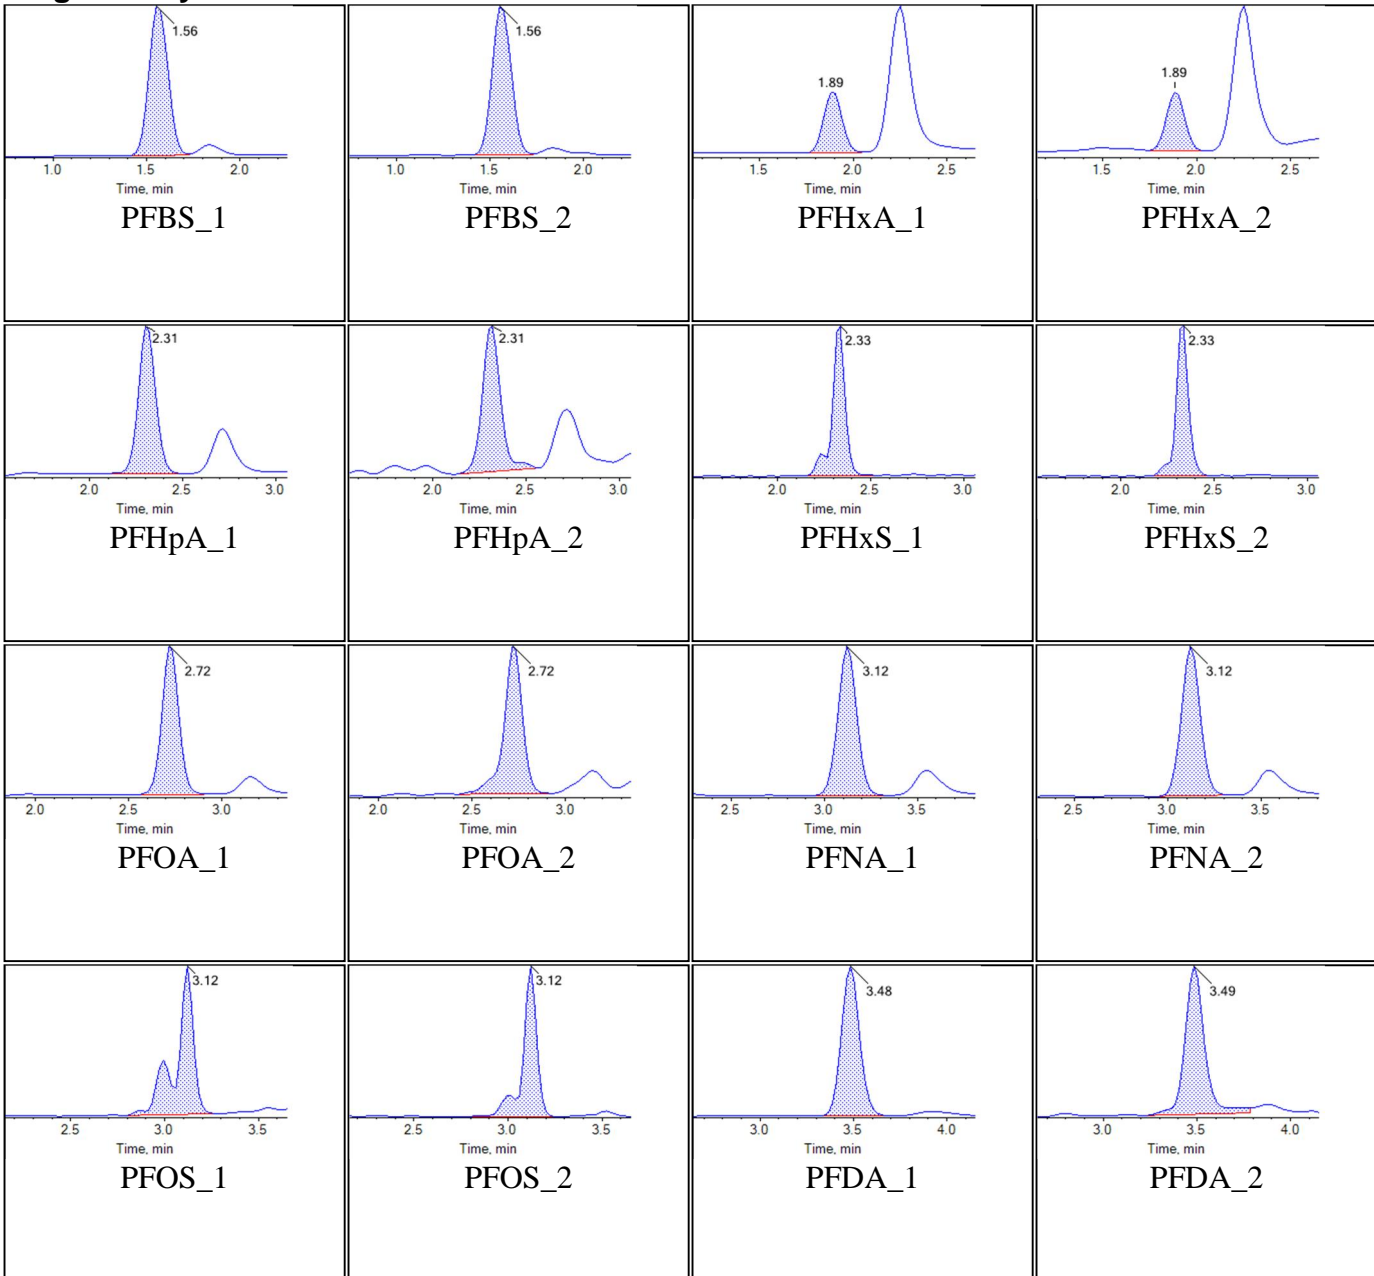 1.56 1.56 1.89 1.89
1.0 1.5 2.0 1.0 1.5 2.0 1.5 2.0 2.5 1.5 2.0 2.5
Time, min Time, min Time, min Time, min
PFBS_1 PFBS_2 PFHxA_1 PFHxA_2
2.31 2.31 2.33 2.33
2.0 2.5 3.0 2.0 2.5 3.0 2.0 2.5 3.0 2.0 2.5 3.0
Time, min Time, min Time, min Time, min
PFHpA_1 PFHpA_2 PFHxS_1 PFHxS_2
2.72 2.72 3.12 3.12
2.0 2.5 3.0 2.0 2.5 3.0 2.5 3.0 3.5 2.5 3.0 3.5
Time, min Time, min Time, min Time, min
PFOA_1 PFOA_2 PFNA_1 PFNA_2
3.12 3.12 3.48 3.49
2.5 3.0 3.5 2.5 3.0 3.5 3.0 3.5 4.0 3.0 3.5 4.0
Time, min Time, min Time, min Time, min
PFOS_1 PFOS_2 PFDA_1 PFDA_2